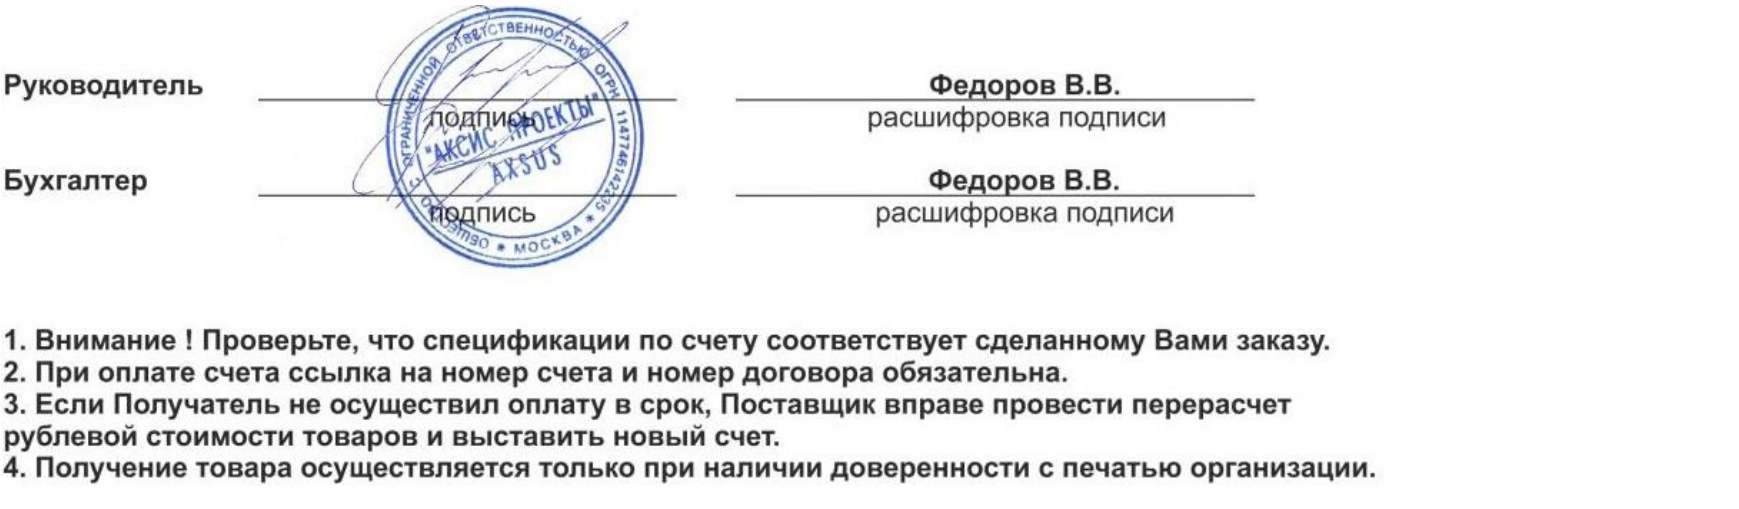 Руководитель
Федоров В.В.
подпись
расшифровка подписи
Бухгалтер
Федоров В.В.
подпись
расшифровка подписи
ОБЩЕСТВО С ОГРАНИЧЕННОЙ ОТВЕТСТВЕННОСТЬЮ ОГРН 1147746142235 * МОСКВА *
"АКСИС ПРОЕКТЫ"
AXSUS
1. Внимание ! Проверьте, что спецификации по счету соответствует сделанному Вами заказу.
2. При оплате счета ссылка на номер счета и номер договора обязательна.
3. Если Получатель не осуществил оплату в срок, Поставщик вправе провести перерасчет
рублевой стоимости товаров и выставить новый счет.
4. Получение товара осуществляется только при наличии доверенности с печатью организации.